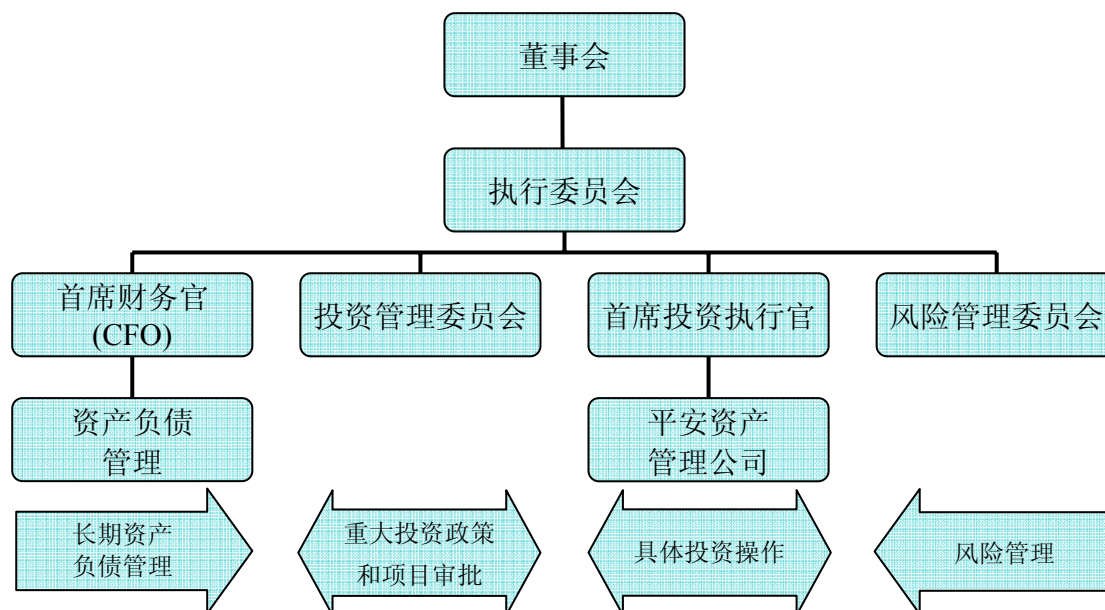 董事会
执行委员会
首席财务官
(CFO)
投资管理委员会
首席投资执行官
风险管理委员会
资产负债
管理
平安资产
管理公司
长期资产
负债管理
重大投资政策
和项目审批
具体投资操作
风险管理